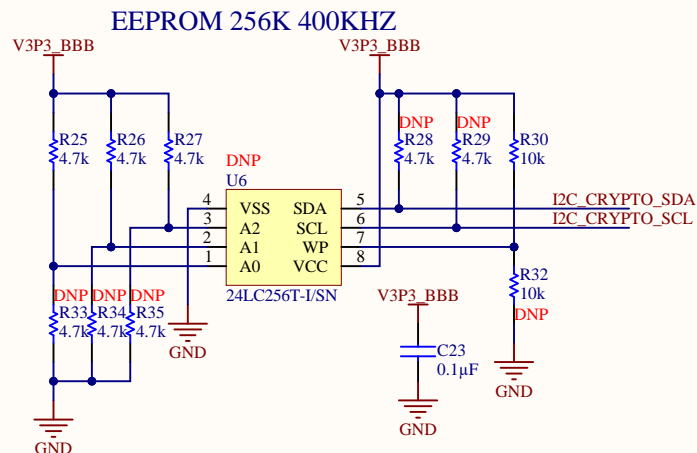 EEPROM 256K 400KHZ
V3P3_BBB
V3P3_BBB
R25
4.7k
R26
4.7k
R27
4.7k
DNP
R28
4.7k
DNP
R29
4.7k
R30
10k
DNP
U6
4 VSS SDA 5
3 A2 SCL 6
2 A1 WP 7
1 A0 VCC 8
24LC256T-I/SN
I2C_CRYPTO_SDA
I2C_CRYPTO_SCL
DNP
R33
4.7k
DNP
R34
4.7k
DNP
R35
4.7k
GND
GND
V3P3_BBB
C23
0.1µF
GND
R32
10k
DNP
GND